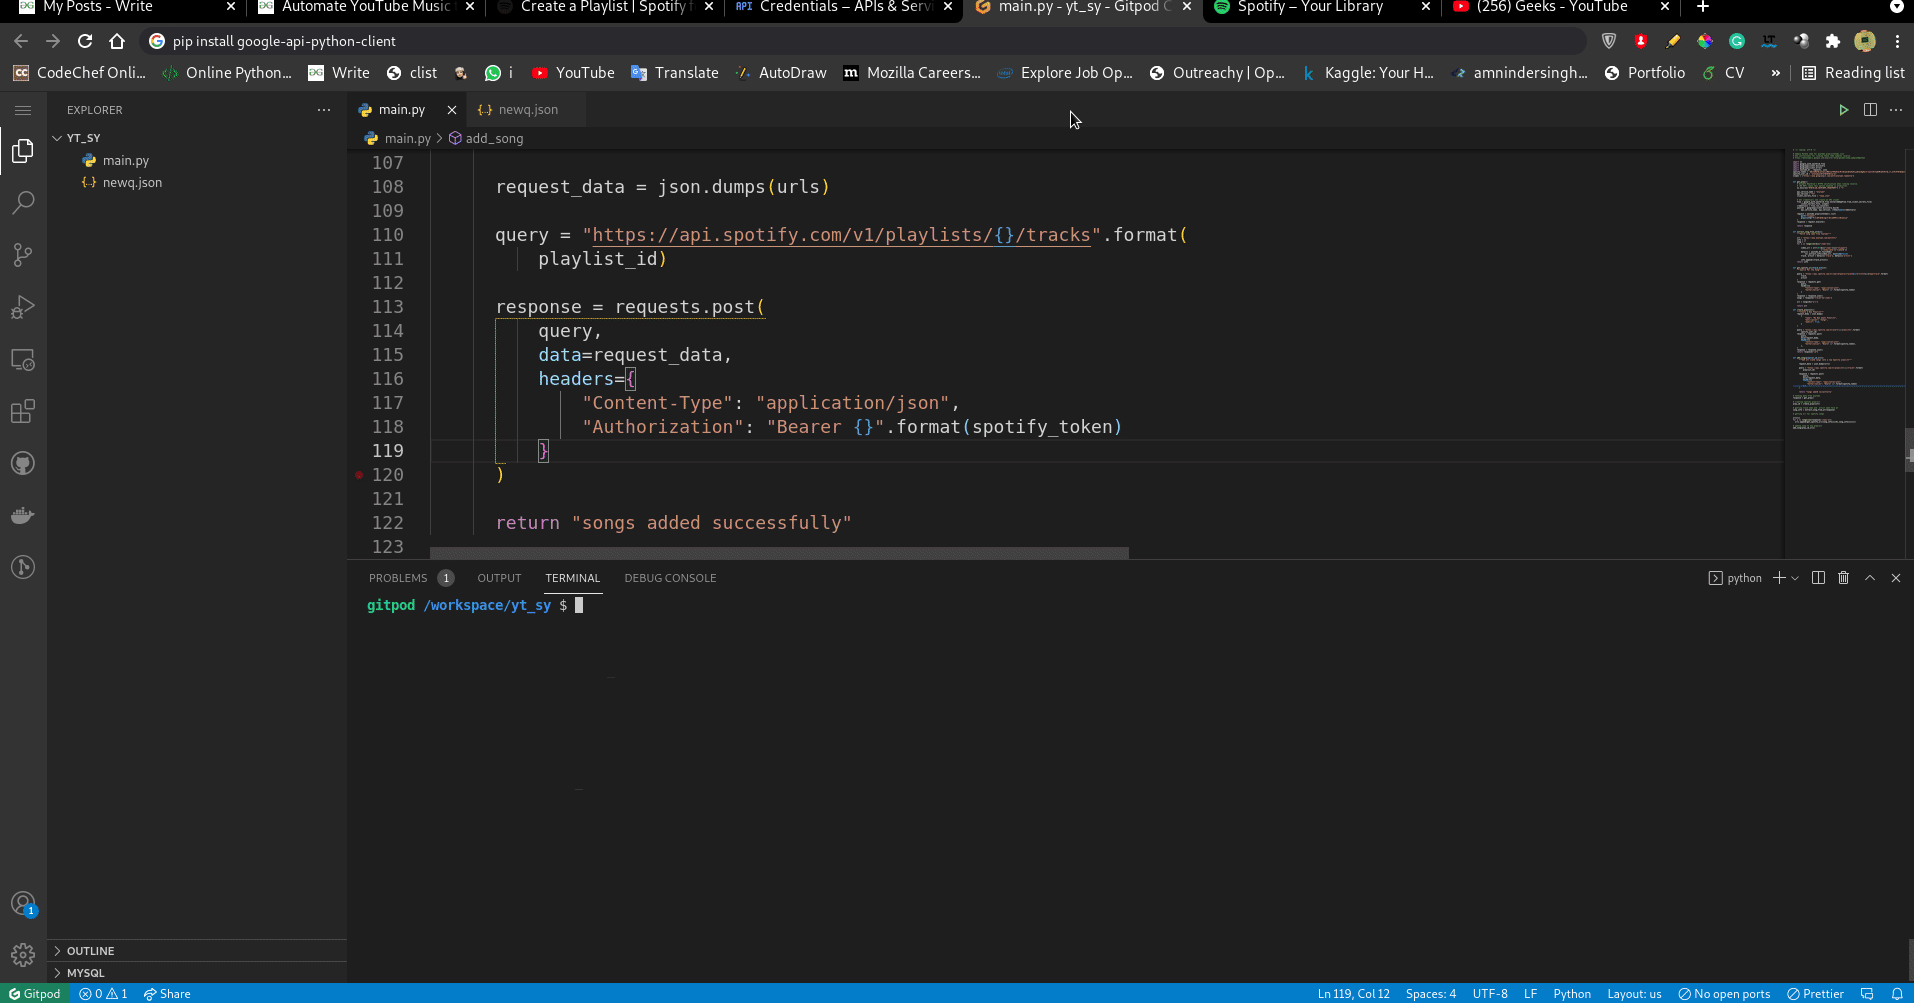 My Posts - Write
Automate YouTube Music
Create a Playlist | Spotify f
API Credentials – APIs & Servi
main.py - yt_sy - Gitpod C
Spotify – Your Library
(256) Geeks - YouTube
pip install google-api-python-client
CodeChef Onli... Online Python... Write clist i YouTube Translate AutoDraw Mozilla Careers... Explore Job Op... Outreachy | Op... Kaggle: Your H... amnindersingh... Portfolio CV » Reading list
EXPLORER
YT_SY
main.py
newq.json
OUTLINE
MYSQL
main.py newq.json
main.py > add_song
107
108 request_data = json.dumps(urls)
109
110 query = "https://api.spotify.com/v1/playlists/{}/tracks".format(
111 playlist_id)
112
113 response = requests.post(
114 query,
115 data=request_data,
116 headers={
117 "Content-Type": "application/json",
118 "Authorization": "Bearer {}".format(spotify_token)
119 }
120 )
121
122 return "songs added successfully"
123
PROBLEMS 1 OUTPUT TERMINAL DEBUG CONSOLE python
gitpod /workspace/yt_sy $
1
Gitpod 0 1 Share Ln 119, Col 12 Spaces: 4 UTF-8 LF Python Layout: us No open ports Prettier